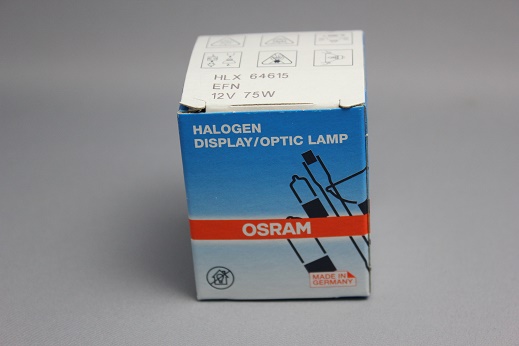 HLX 64615
EFN
12V 75W
HALOGEN
DISPLAY/OPTIC LAMP
OSRAM
MADE IN
GERMANY